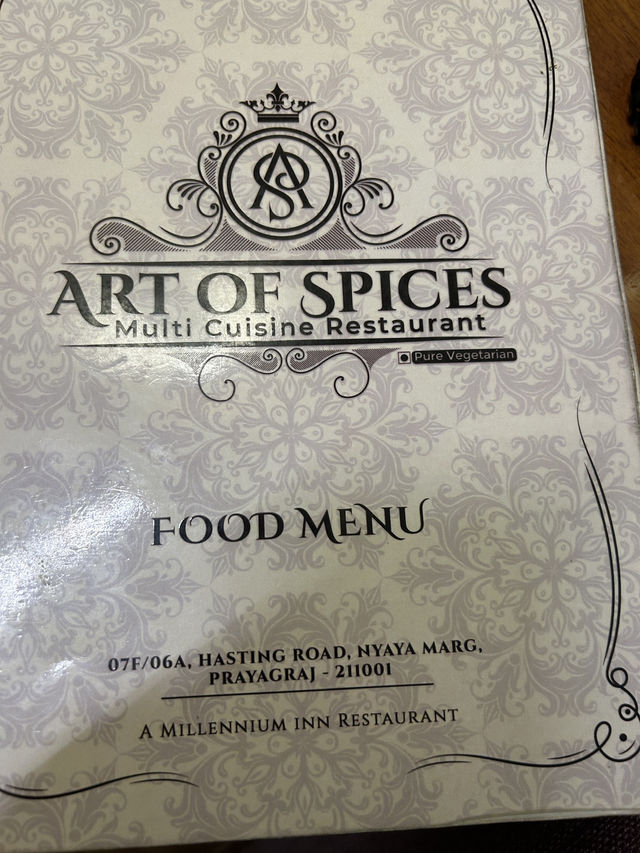 ART OF SPICES
Multi Cuisine Restaurant
Pure Vegetarian
FOOD MENU
07F/06A, HASTING ROAD, NYAYA MARG,
PRAYAGRAJ - 211001
A MILLENNIUM INN RESTAURANT